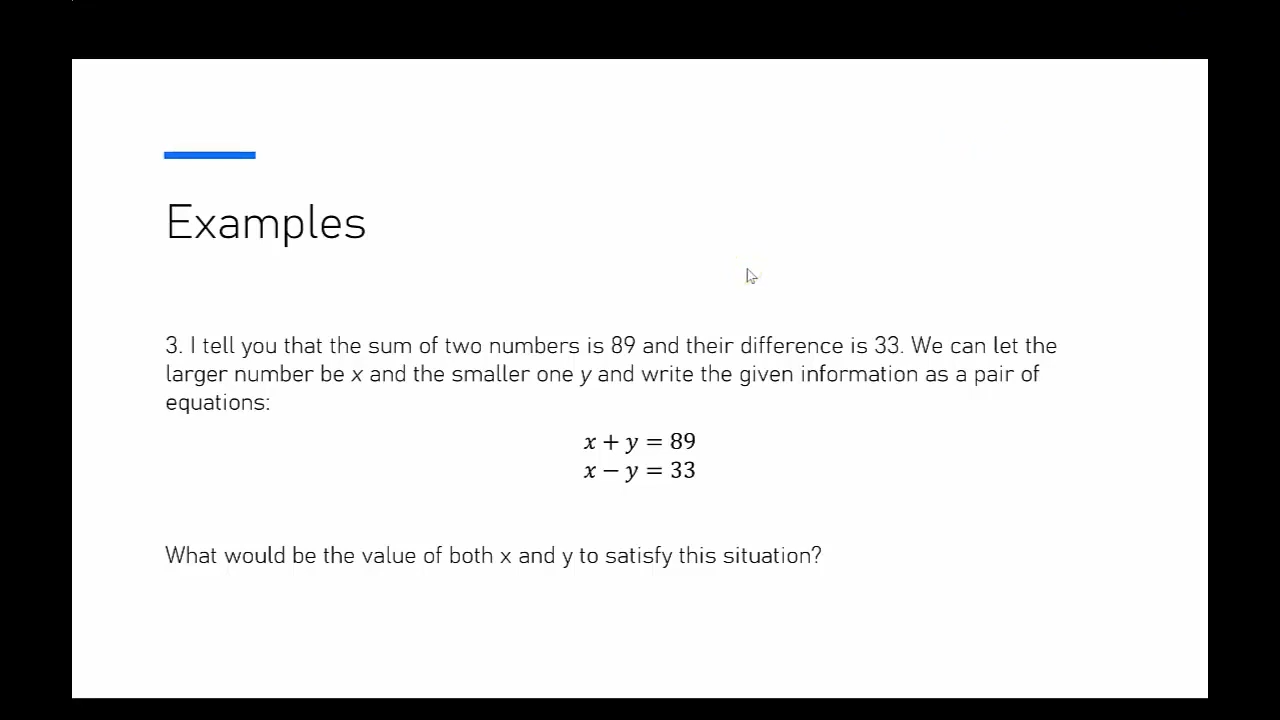 Examples
3. I tell you that the sum of two numbers is 89 and their difference is 33. We can let the
larger number be x and the smaller one y and write the given information as a pair of
equations:
x + y = 89
x − y = 33
What would be the value of both x and y to satisfy this situation?